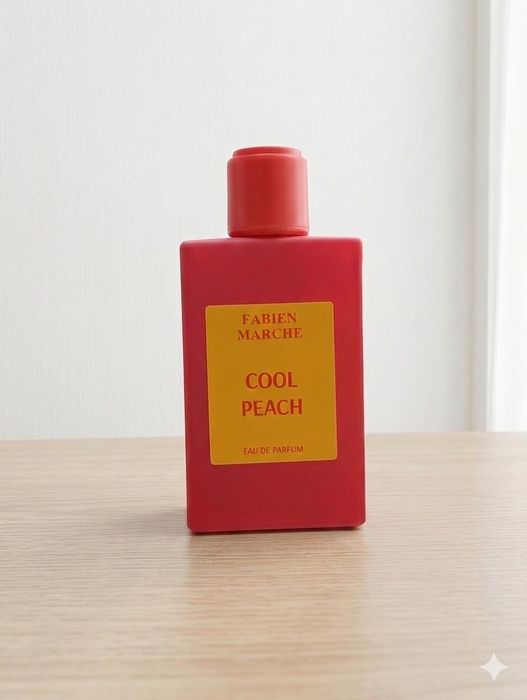 FABIEN
MARCHE
COOL
PEACH
EAU DE PARFUM